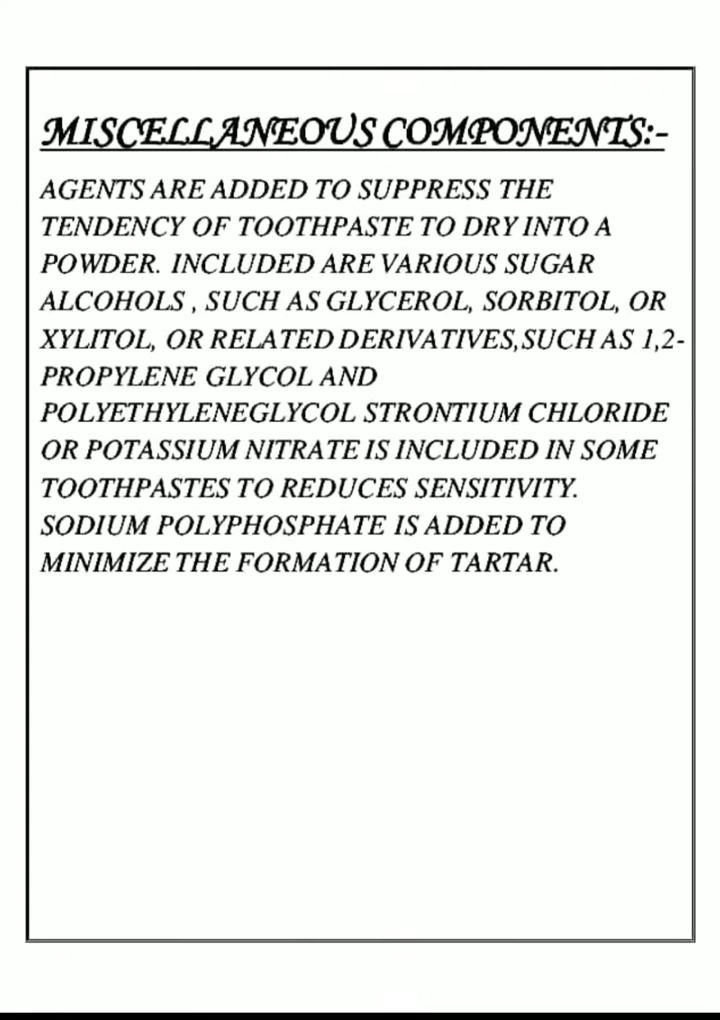 MISCELLANEOUS COMPONENTS:-
AGENTS ARE ADDED TO SUPPRESS THE
TENDENCY OF TOOTHPASTE TO DRY INTO A
POWDER. INCLUDED ARE VARIOUS SUGAR
ALCOHOLS , SUCH AS GLYCEROL, SORBITOL, OR
XYLITOL, OR RELATED DERIVATIVES,SUCH AS 1,2-
PROPYLENE GLYCOL AND
POLYETHYLENEGLYCOL STRONTIUM CHLORIDE
OR POTASSIUM NITRATE IS INCLUDED IN SOME
TOOTHPASTES TO REDUCES SENSITIVITY.
SODIUM POLYPHOSPHATE IS ADDED TO
MINIMIZE THE FORMATION OF TARTAR.